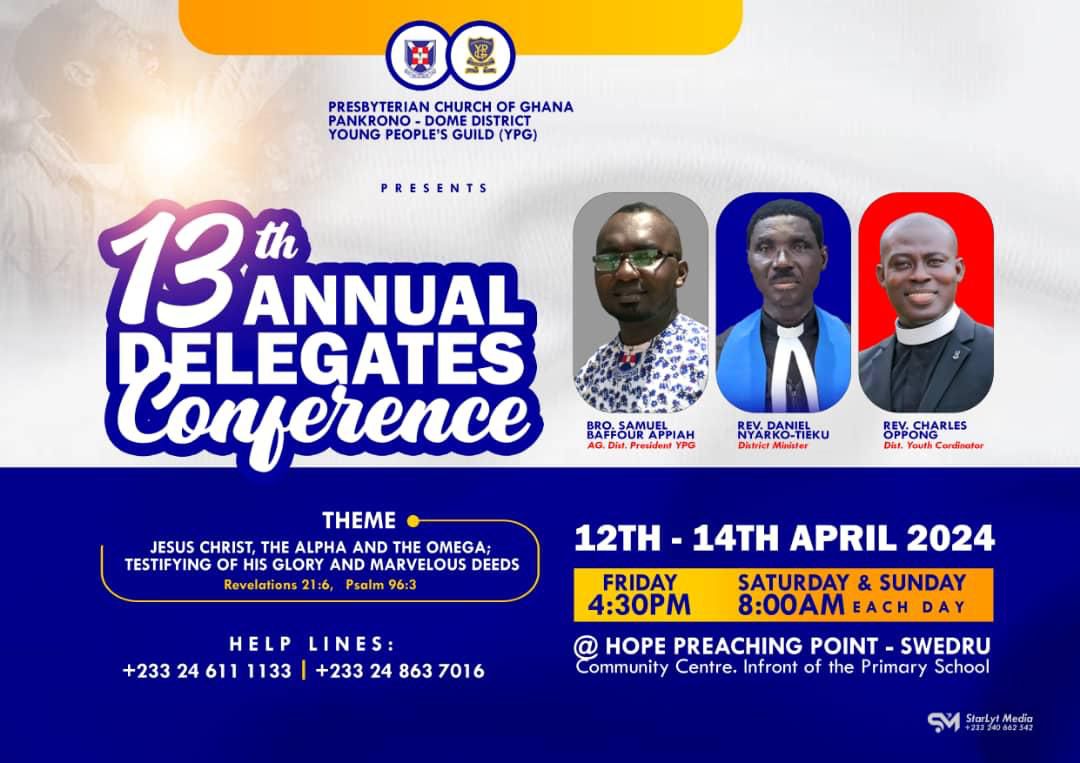 PRESBYTERIAN CHURCH OF GHANA
PANKRONO - DOME DISTRICT
YOUNG PEOPLE'S GUILD (YPG)
PRESENTS
13th
ANNUAL
DELEGATES
Conference
BRO. SAMUEL
BAFFOUR APPIAH
AG. Dist. President YPG
REV. DANIEL
NYARKO-TIEKU
District Minister
REV. CHARLES
OPPONG
Dist. Youth Cordinator
THEME
JESUS CHRIST, THE ALPHA AND THE OMEGA;
TESTIFYING OF HIS GLORY AND MARVELOUS DEEDS
Revelations 21:6, Psalm 96:3
HELP LINES:
+233 24 611 1133 | +233 24 863 7016
12TH - 14TH APRIL 2024
FRIDAY
4:30PM
SATURDAY & SUNDAY
8:00AM EACH DAY
@ HOPE PREACHING POINT - SWEDRU
Community Centre. Infront of the Primary School
SM
StarLyt Media
+233 240 662 542